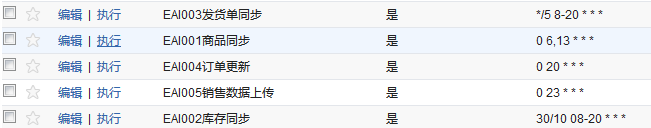 编辑 | 执行 EAI003发货单同步 是 */5 8-20 * * *
编辑 | 执行 EAI001商品同步 是 0 6,13 * * *
编辑 | 执行 EAI004订单更新 是 0 20 * * *
编辑 | 执行 EAI005销售数据上传 是 0 23 * * *
编辑 | 执行 EAI002库存同步 是 30/10 08-20 * * *